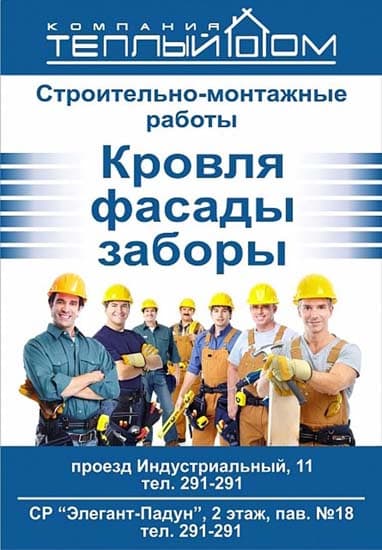 КОМПАНИЯ
ТЕПЛЫЙ ДОМ
Строительно-монтажные
работы
Кровля
фасады
заборы
проезд Индустриальный, 11
тел. 291-291
СР “Элегант-Падун”, 2 этаж, пав. №18
тел. 291-291